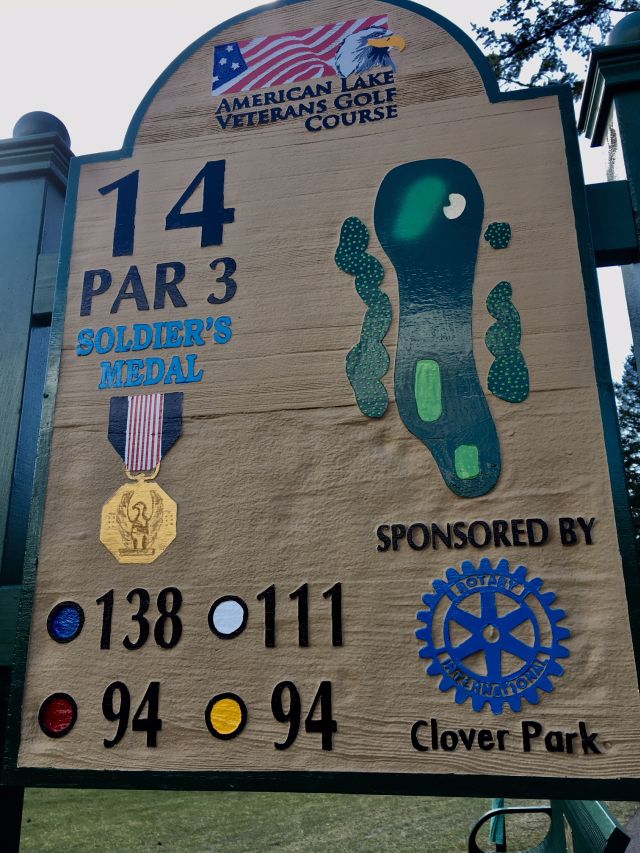 AMERICAN LAKE
VETERANS GOLF
COURSE
14
PAR 3
SOLDIER'S
MEDAL
SPONSORED BY
ROTARY
INTERNATIONAL
Clover Park
138 111
94 94